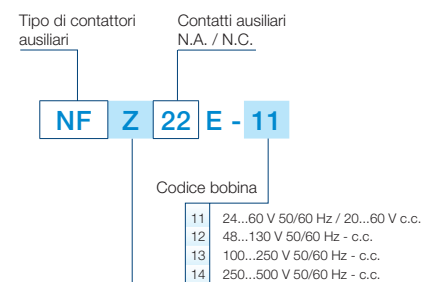 Tipo di contattori
ausiliari
Contatti ausiliari
N.A. / N.C.
NF Z 22 E - 11
Codice bobina
11 24...60 V 50/60 Hz / 20...60 V c.c.
12 48...130 V 50/60 Hz - c.c.
13 100...250 V 50/60 Hz - c.c.
14 250...500 V 50/60 Hz - c.c.